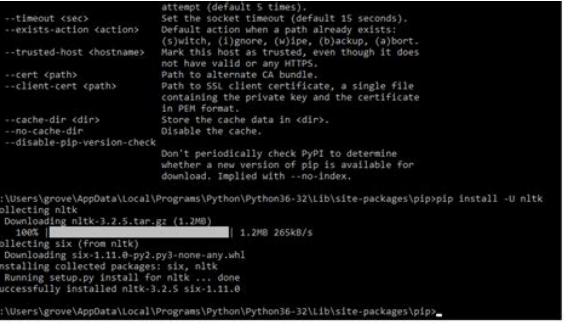 attempt (default 5 times).
--timeout <sec> Set the socket timeout (default 15 seconds).
--exists-action <action> Default action when a path already exists:
(s)witch, (i)gnore, (w)ipe, (b)ackup, (a)bort.
--trusted-host <hostname> Mark this host as trusted, even though it does
not have valid or any HTTPS.
--cert <path> Path to alternate CA bundle.
--client-cert <path> Path to SSL client certificate, a single file
containing the private key and the certificate
in PEM format.
--cache-dir <dir> Store the cache data in <dir>.
--no-cache-dir Disable the cache.
--disable-pip-version-check
Don't periodically check PyPI to determine
whether a new version of pip is available for
download. Implied with --no-index.
:\Users\grove\AppData\Local\Programs\Python\Python36-32\Lib\site-packages\pip>pip install -U nltk
ollecting nltk
Downloading nltk-3.2.5.tar.gz (1.2MB)
100% | | 1.2MB 265kB/s
ollecting six (from nltk)
Downloading six-1.11.0-py2.py3-none-any.whl
nstalling collected packages: six, nltk
Running setup.py install for nltk ... done
uccessfully installed nltk-3.2.5 six-1.11.0
:\Users\grove\AppData\Local\Programs\Python\Python36-32\Lib\site-packages\pip>_